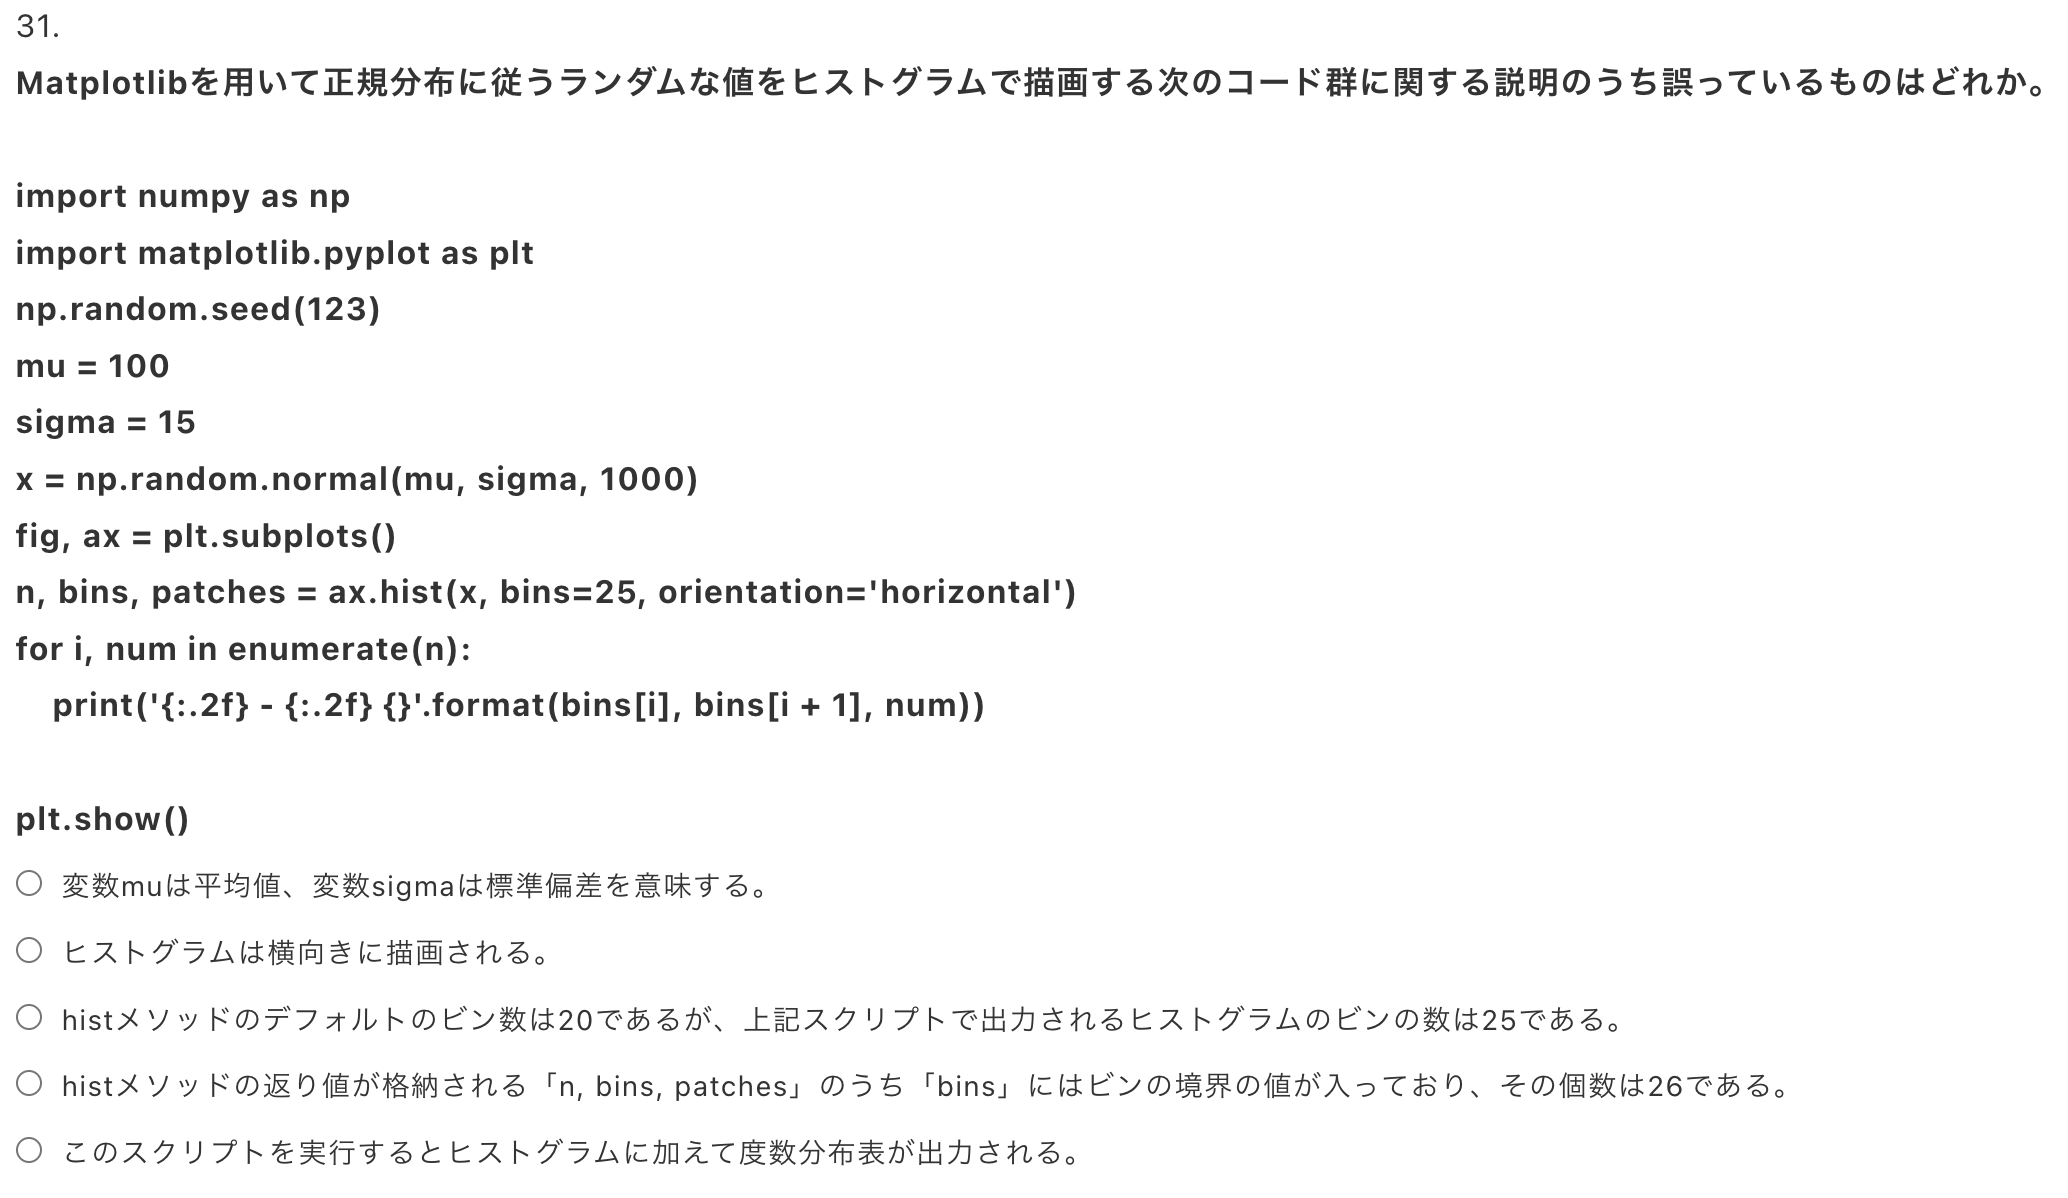 31.
Matplotlibを用いて正規分布に従うランダムな値をヒストグラムで描画する次のコード群に関する説明のうち誤っているものはどれか。
import numpy as np
import matplotlib.pyplot as plt
np.random.seed(123)
mu = 100
sigma = 15
x = np.random.normal(mu, sigma, 1000)
fig, ax = plt.subplots()
n, bins, patches = ax.hist(x, bins=25, orientation='horizontal')
for i, num in enumerate(n):
    print('{:.2f} - {:.2f} {}'.format(bins[i], bins[i + 1], num))
plt.show()
変数muは平均値、変数sigmaは標準偏差を意味する。
ヒストグラムは横向きに描画される。
histメソッドのデフォルトのビン数は20であるが、上記スクリプトで出力されるヒストグラムのビンの数は25である。
histメソッドの返り値が格納される「n, bins, patches」のうち「bins」にはビンの境界の値が入っており、その個数は26である。
このスクリプトを実行するとヒストグラムに加えて度数分布表が出力される。